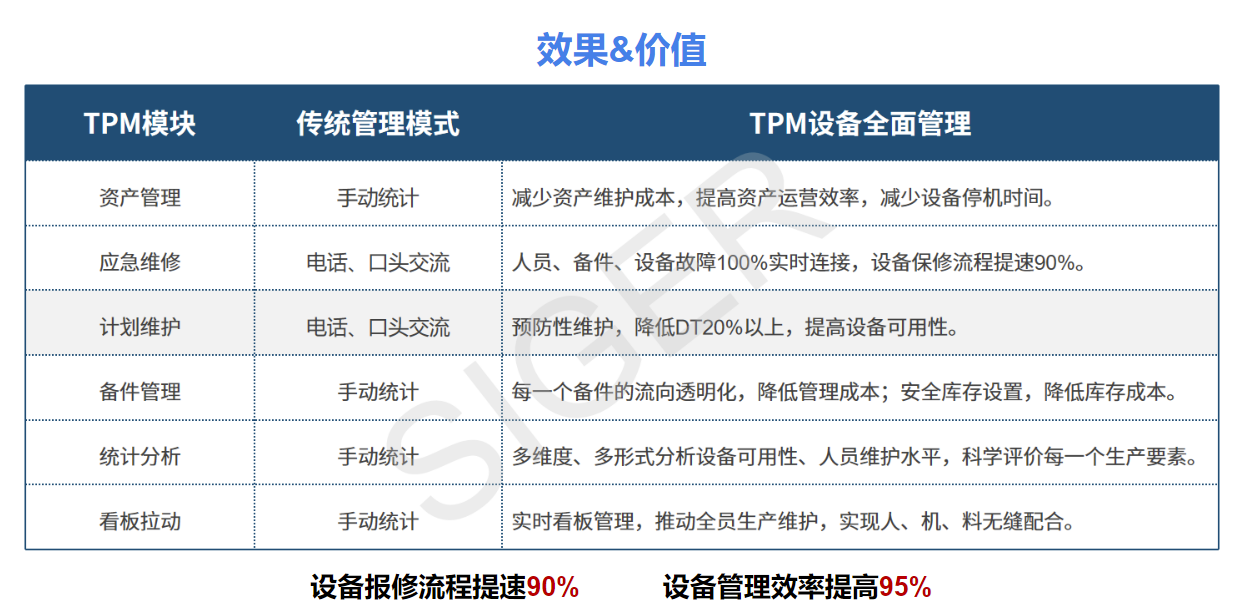 效果&价值
TPM模块 传统管理模式 TPM设备全面管理
资产管理 手动统计 减少资产维护成本，提高资产运营效率，减少设备停机时间。
应急维修 电话、口头交流 人员、备件、设备故障100%实时连接，设备保修流程提速90%。
计划维护 电话、口头交流 预防性维护，降低DT20%以上，提高设备可用性。
备件管理 手动统计 每一个备件的流向透明化，降低管理成本；安全库存设置，降低库存成本。
统计分析 手动统计 多维度、多形式分析设备可用性、人员维护水平，科学评价每一个生产要素。
看板拉动 手动统计 实时看板管理，推动全员生产维护，实现人、机、料无缝配合。
SIGER
设备报修流程提速90% 设备管理效率提高95%